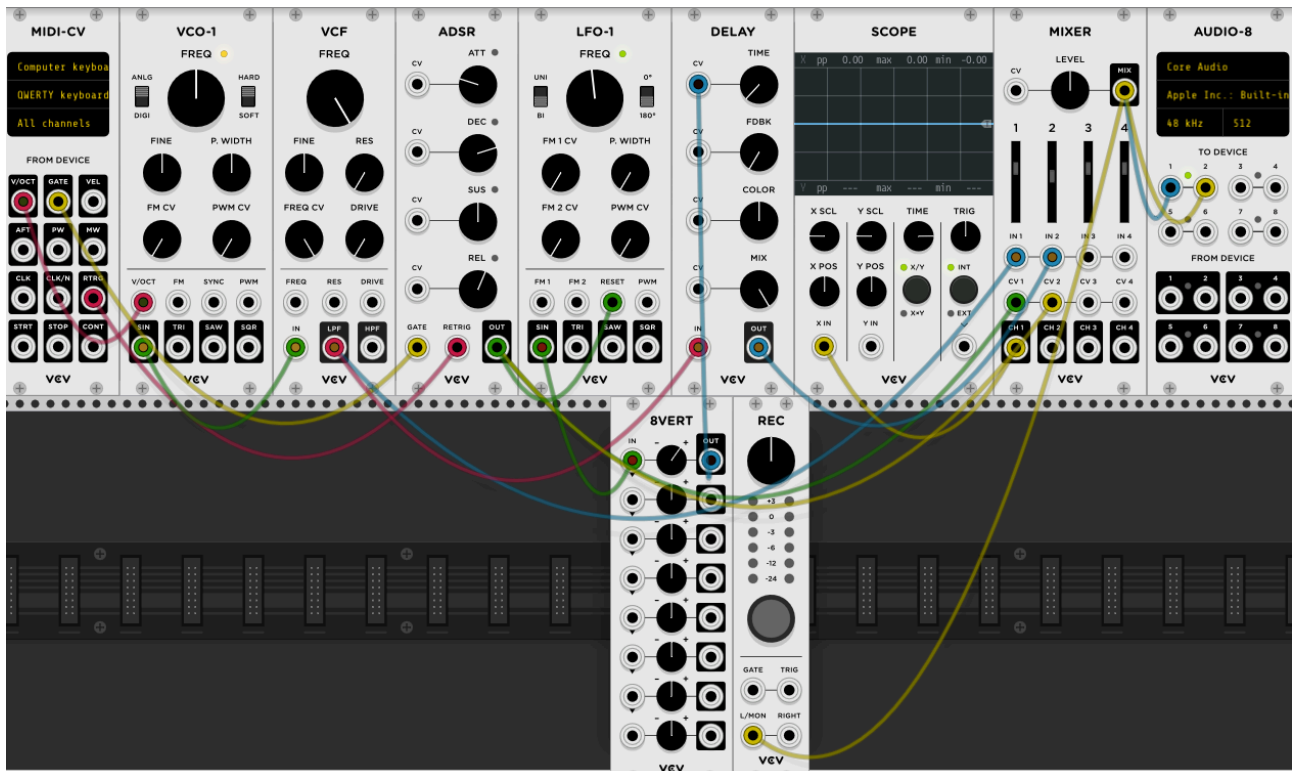 MIDI-CV
Computer keyboa
QWERTY keyboard
All channels
FROM DEVICE
V/OCT GATE VEL
AFT PW MW
CLK CLK/N RTRG
STRT STOP CONT
VCV
VCO-1
FREQ
ANLG HARD
DIGI SOFT
FINE P. WIDTH
FM CV PWM CV
V/OCT FM SYNC PWM
SIN TRI SAW SQR
VCV
VCF
FREQ
FINE RES
FREQ CV DRIVE
FREQ RES DRIVE
IN LPF HPF
VCV
ADSR
ATT
CV
DEC
CV
SUS
CV
REL
CV
GATE RETRIG OUT
VCV
LFO-1
FREQ
UNI 0°
BI 180°
FM 1 CV P. WIDTH
FM 2 CV PWM CV
FM 1 FM 2 RESET PWM
SIN TRI SAW SQR
VCV
DELAY
TIME
CV
FDBK
CV
COLOR
CV
MIX
CV
IN OUT
VCV
SCOPE
X pp 0.00 max 0.00 min -0.00
Y pp --- max --- min ---
X SCL Y SCL TIME TRIG
X/Y INT
X POS Y POS
X×Y EXT
X IN Y IN
VCV
MIXER
LEVEL
CV MIX
1 2 3 4
IN 1 IN 2 IN 3 IN 4
CV 1 CV 2 CV 3 CV 4
CH 1 CH 2 CH 3 CH 4
VCV
AUDIO-8
Core Audio
Apple Inc.: Built-in
48 kHz 512
TO DEVICE
1 2 3 4
5 6 7 8
FROM DEVICE
1 2 3 4
5 6 7 8
VCV
8VERT
IN - + OUT
- +
- +
- +
- +
- +
- +
- +
VCV
REC
+3
0
-3
-6
-12
-24
GATE TRIG
L/MON RIGHT
VCV